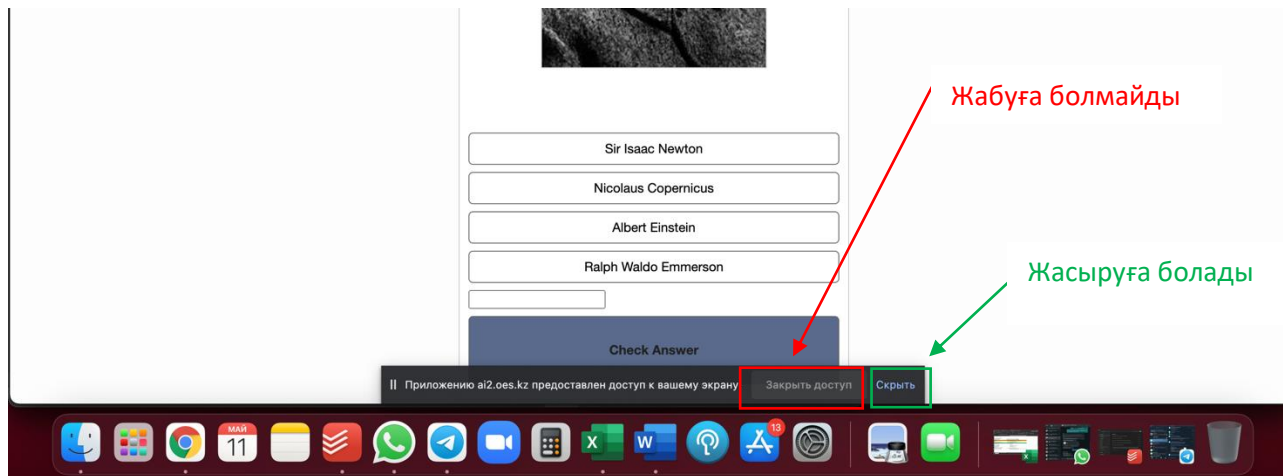 Жабуға болмайды
Sir Isaac Newton
Nicolaus Copernicus
Albert Einstein
Жасыруға болады
Ralph Waldo Emmerson
Check Answer
Приложению ai2.oes.kz предоставлен доступ к вашему экрану Закрыть доступ Скрыть
МАЙ
11
13